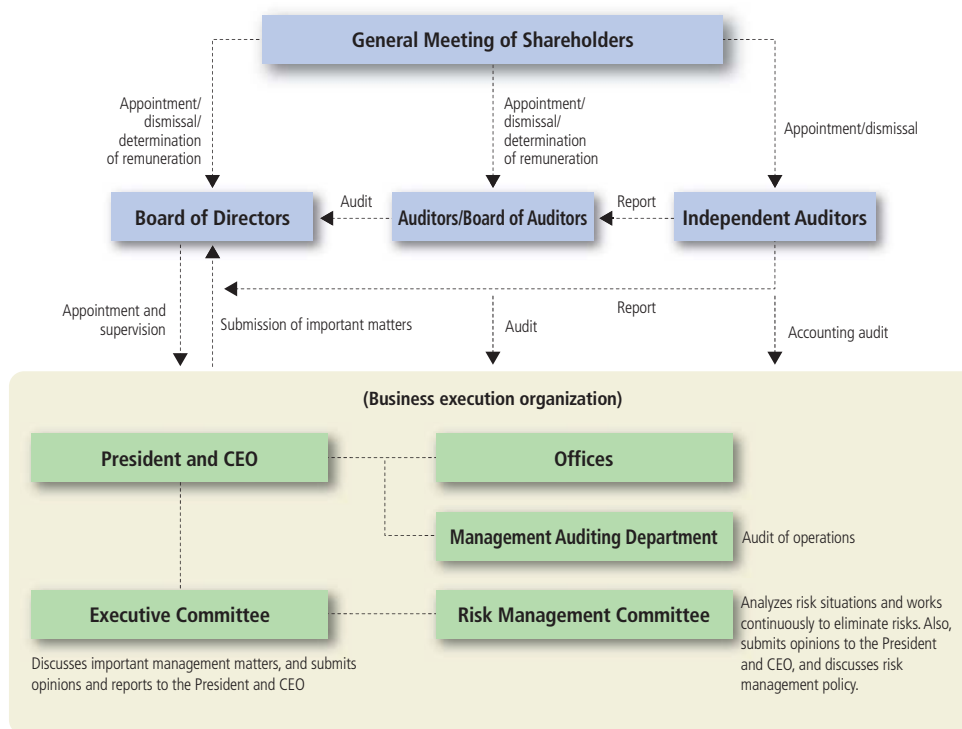 General Meeting of Shareholders
Appointment/
dismissal/
determination
of remuneration
Appointment/
dismissal/
determination
of remuneration
Appointment/dismissal
Board of Directors
Audit
Auditors/Board of Auditors
Report
Independent Auditors
Appointment and
supervision
Submission of important matters
Audit
Report
Accounting audit
(Business execution organization)
President and CEO
Offices
Management Auditing Department
Audit of operations
Executive Committee
Discusses important management matters, and submits
opinions and reports to the President and CEO
Risk Management Committee
Analyzes risk situations and works
continuously to eliminate risks. Also,
submits opinions to the President
and CEO, and discusses risk
management policy.